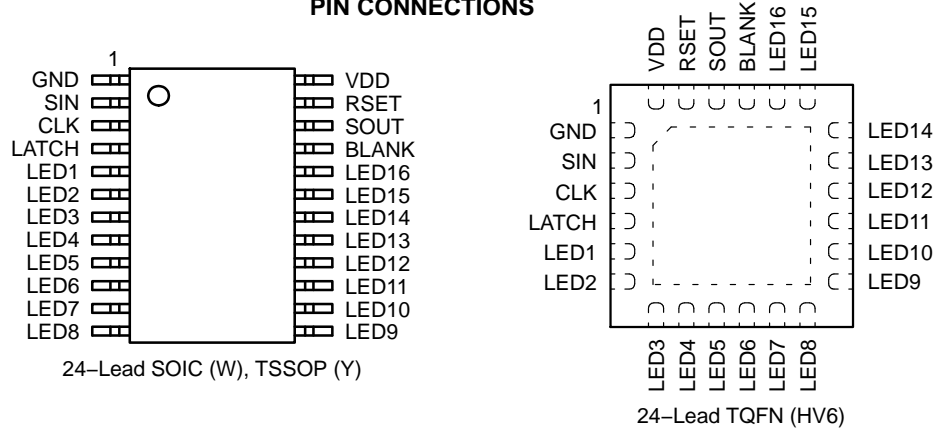 PIN CONNECTIONS
1
GND
SIN
CLK
LATCH
LED1
LED2
LED3
LED4
LED5
LED6
LED7
LED8
VDD
RSET
SOUT
BLANK
LED16
LED15
LED14
LED13
LED12
LED11
LED10
LED9
24–Lead SOIC (W), TSSOP (Y)
VDD
RSET
SOUT
BLANK
LED16
LED15
1
GND
SIN
CLK
LATCH
LED1
LED2
LED14
LED13
LED12
LED11
LED10
LED9
LED3
LED4
LED5
LED6
LED7
LED8
24–Lead TQFN (HV6)